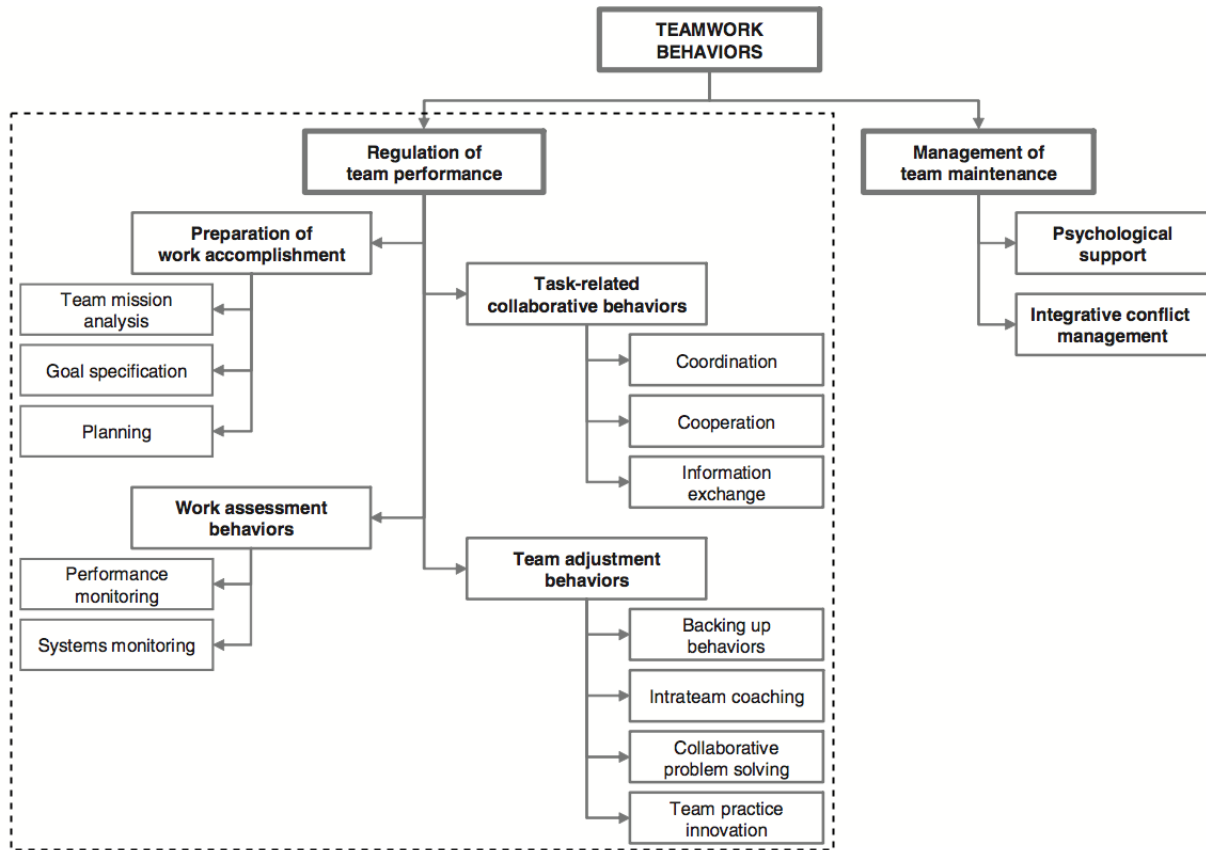 TEAMWORK
BEHAVIORS
Regulation of
team performance
Management of
team maintenance
Preparation of
work accomplishment
Psychological
support
Task-related
collaborative behaviors
Team mission
analysis
Integrative conflict
management
Goal specification
Coordination
Planning
Cooperation
Information
exchange
Work assessment
behaviors
Team adjustment
behaviors
Performance
monitoring
Systems monitoring
Backing up
behaviors
Intrateam coaching
Collaborative
problem solving
Team practice
innovation